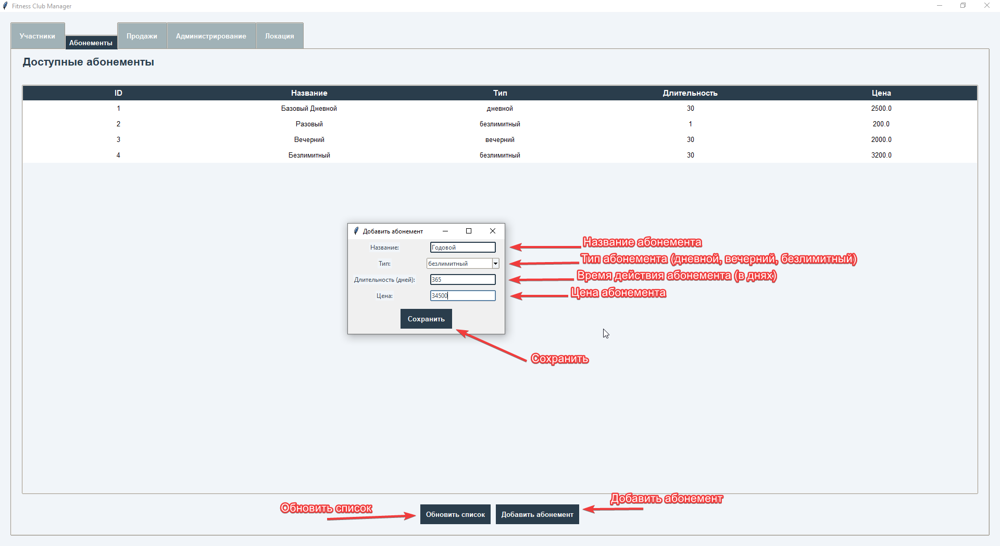 Fitness Club Manager
Участники
Абонементы
Продажи
Администрирование
Локация
Доступные абонементы
ID Название Тип Длительность Цена
1 Базовый Дневной дневной 30 2500.0
2 Разовый безлимитный 1 200.0
3 Вечерний вечерний 30 2000.0
4 Безлимитный безлимитный 30 3200.0
Добавить абонемент
Название: Годовой
Тип: безлимитный
Длительность (дней): 365
Цена: 34500
Сохранить
Название абонемента
Тип абонемента (дневной, вечерний, безлимитный)
Время действия абонемента (в днях)
Цена абонемента
Сохранить
Обновить список
Добавить абонемент
Обновить список
Добавить абонемент